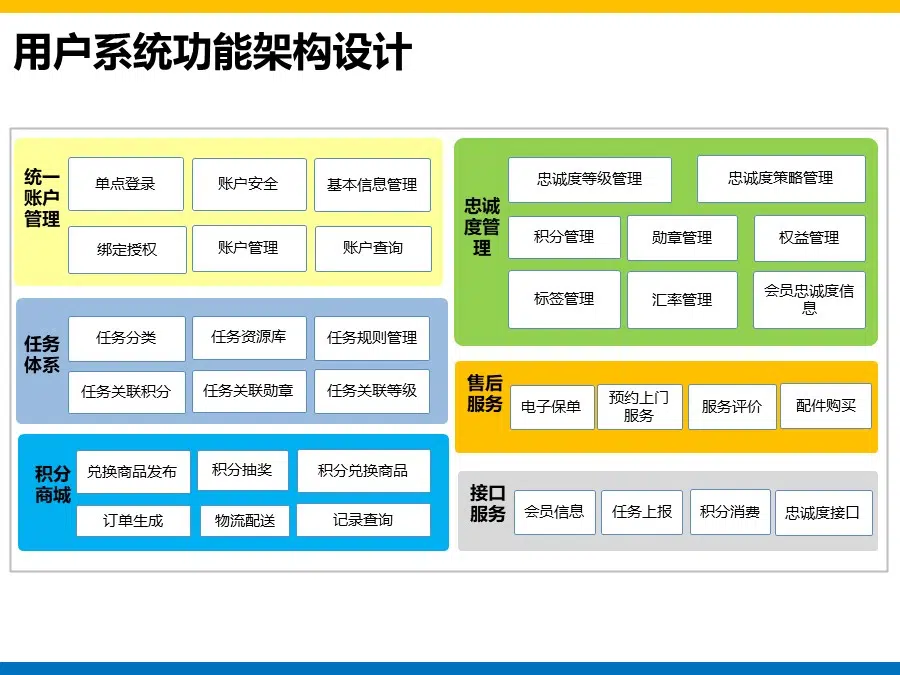 用户系统功能架构设计
统一
账户
管理
单点登录
账户安全
基本信息管理
绑定授权
账户管理
账户查询
任务
体系
任务分类
任务资源库
任务规则管理
任务关联积分
任务关联勋章
任务关联等级
积分
商城
兑换商品发布
积分抽奖
积分兑换商品
订单生成
物流配送
记录查询
忠诚
度管
理
忠诚度等级管理
忠诚度策略管理
积分管理
勋章管理
权益管理
标签管理
汇率管理
会员忠诚度信
息
售后
服务
电子保单
预约上门
服务
服务评价
配件购买
接口
服务
会员信息
任务上报
积分消费
忠诚度接口